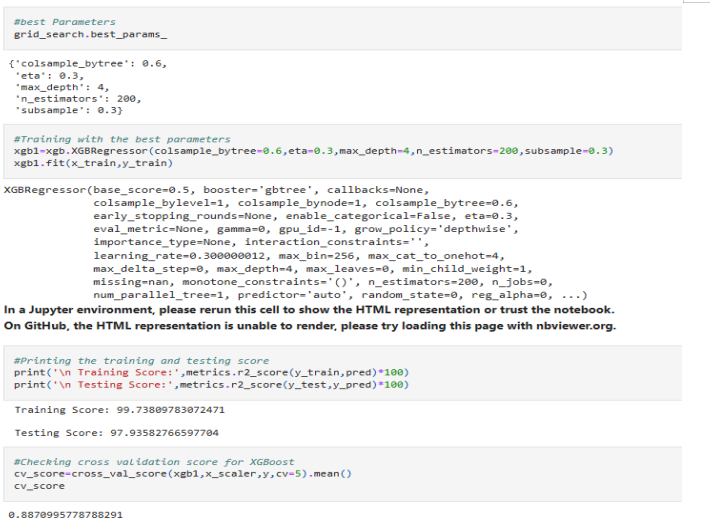 #best Parameters
grid_search.best_params_
{'colsample_bytree': 0.6,
'eta': 0.3,
'max_depth': 4,
'n_estimators': 200,
'subsample': 0.3}
#Training with the best parameters
xgb1=xgb.XGBRegressor(colsample_bytree=0.6,eta=0.3,max_depth=4,n_estimators=200,subsample=0.3)
xgb1.fit(x_train,y_train)
XGBRegressor(base_score=0.5, booster='gbtree', callbacks=None,
colsample_bylevel=1, colsample_bynode=1, colsample_bytree=0.6,
early_stopping_rounds=None, enable_categorical=False, eta=0.3,
eval_metric=None, gamma=0, gpu_id=-1, grow_policy='depthwise',
importance_type=None, interaction_constraints='',
learning_rate=0.300000012, max_bin=256, max_cat_to_onehot=4,
max_delta_step=0, max_depth=4, max_leaves=0, min_child_weight=1,
missing=nan, monotone_constraints='()', n_estimators=200, n_jobs=0,
num_parallel_tree=1, predictor='auto', random_state=0, reg_alpha=0, ...)
In a Jupyter environment, please rerun this cell to show the HTML representation or trust the notebook.
On GitHub, the HTML representation is unable to render, please try loading this page with nbviewer.org.
#Printing the training and testing score
print('\n Training Score:',metrics.r2_score(y_train,pred)*100)
print('\n Testing Score:',metrics.r2_score(y_test,y_pred)*100)
Training Score: 99.73809783072471
Testing Score: 97.93582766597704
#Checking cross validation score for XGBoost
cv_score=cross_val_score(xgb1,x_scaler,y,cv=5).mean()
cv_score
0.8870995778788291